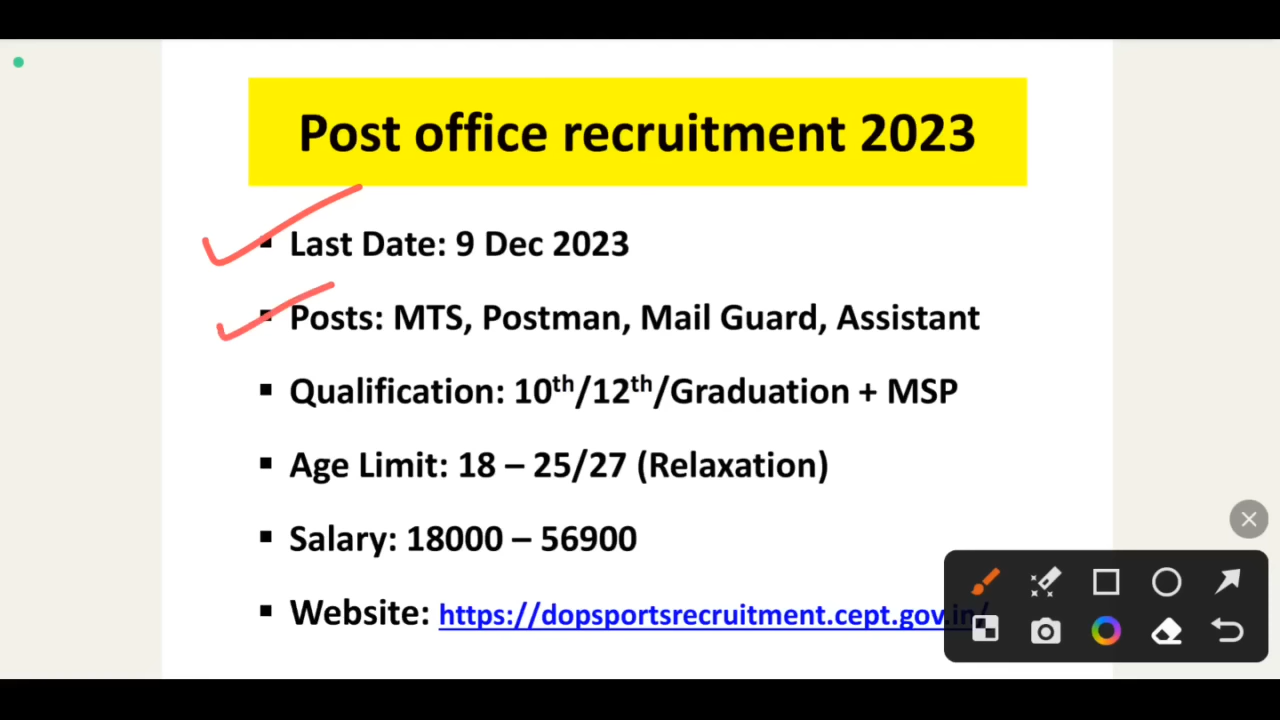 Post office recruitment 2023
▪ Last Date: 9 Dec 2023
▪ Posts: MTS, Postman, Mail Guard, Assistant
▪ Qualification: 10th/12th/Graduation + MSP
▪ Age Limit: 18 – 25/27 (Relaxation)
▪ Salary: 18000 – 56900
▪ Website: https://dopsportsrecruitment.cept.gov.in/